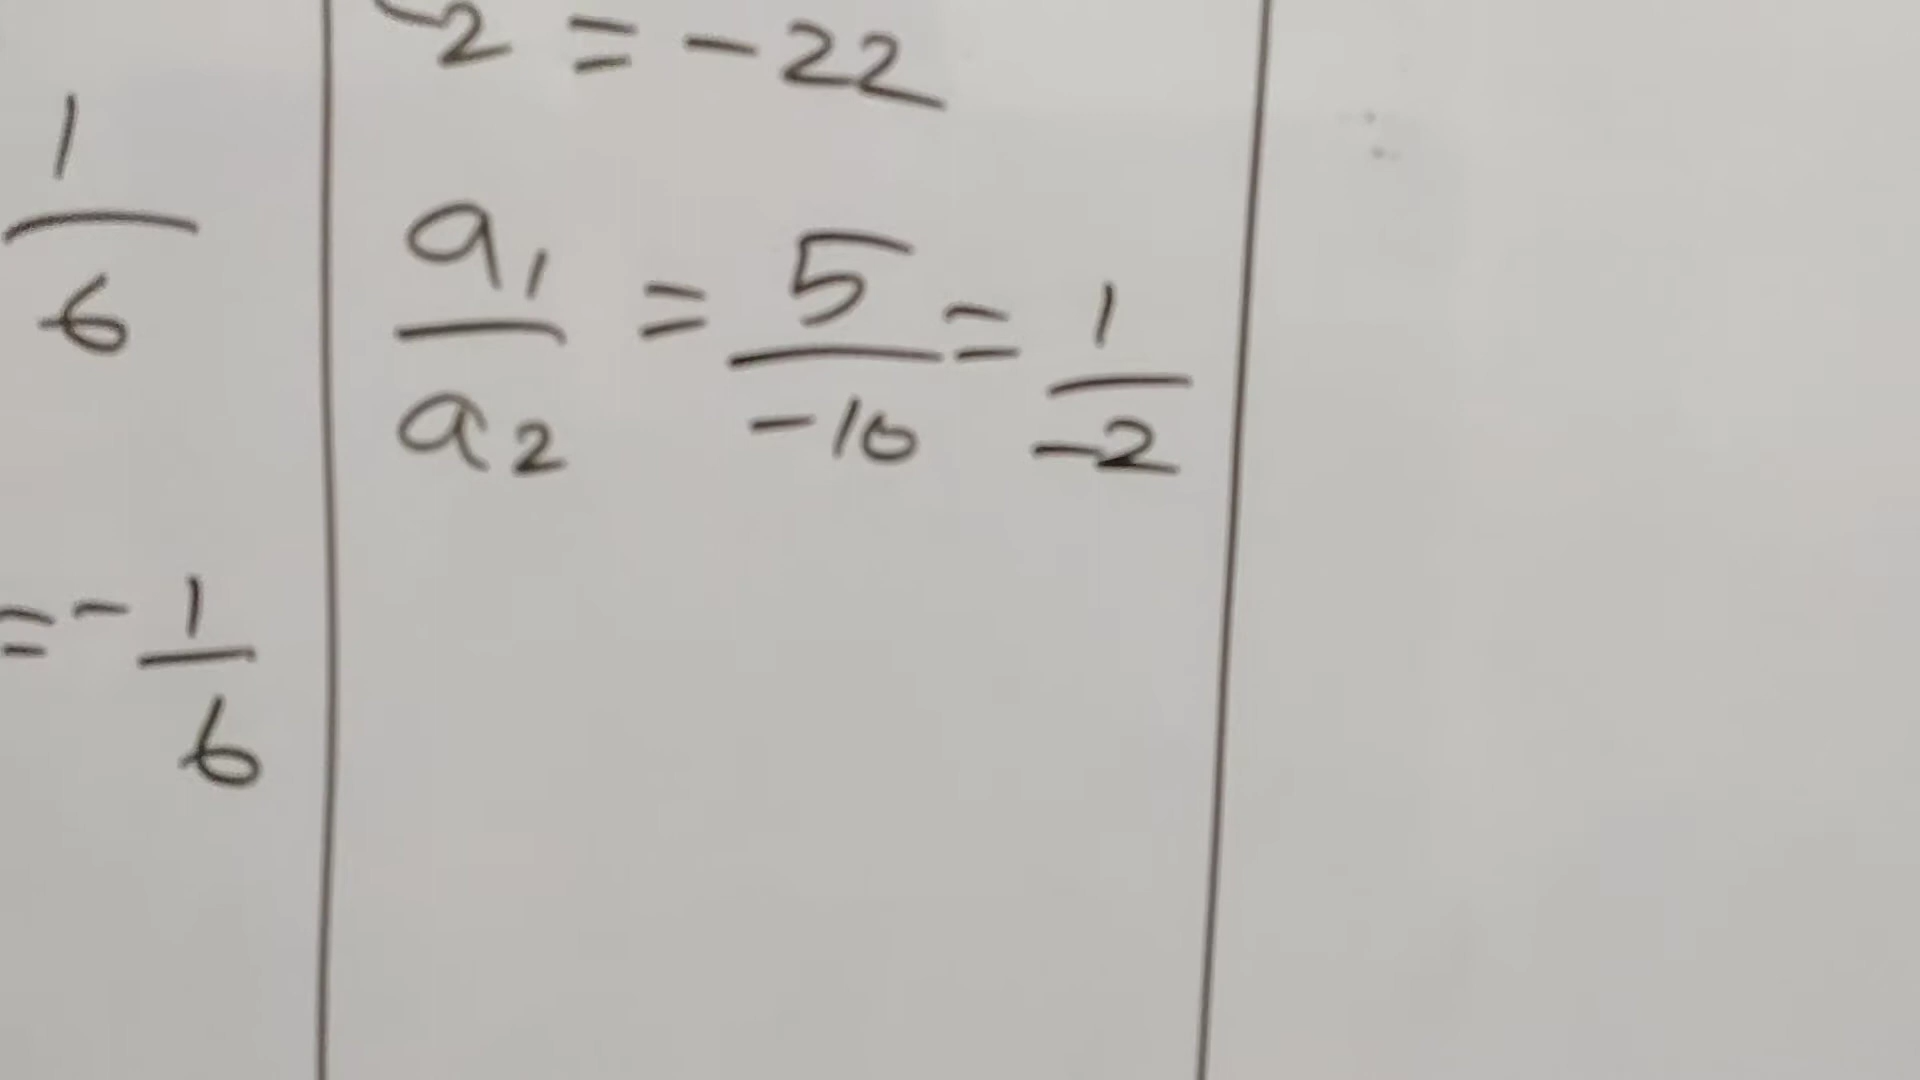 2 = -22
1/6
a₁/a₂ = 5/-10 = 1/-2
= -1/6